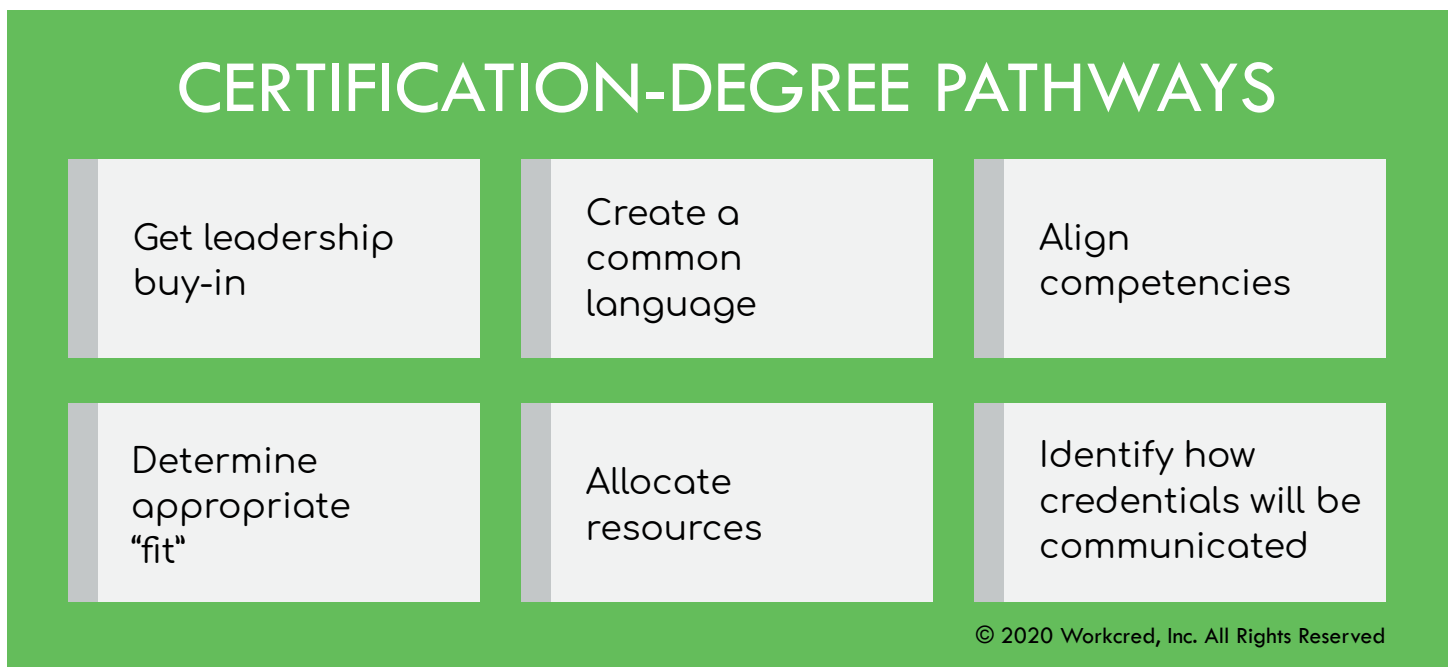 CERTIFICATION-DEGREE PATHWAYS
Get leadership
buy-in
Create a
common
language
Align
competencies
Determine
appropriate
“fit”
Allocate
resources
Identify how
credentials will be
communicated
© 2020 Workcred, Inc. All Rights Reserved